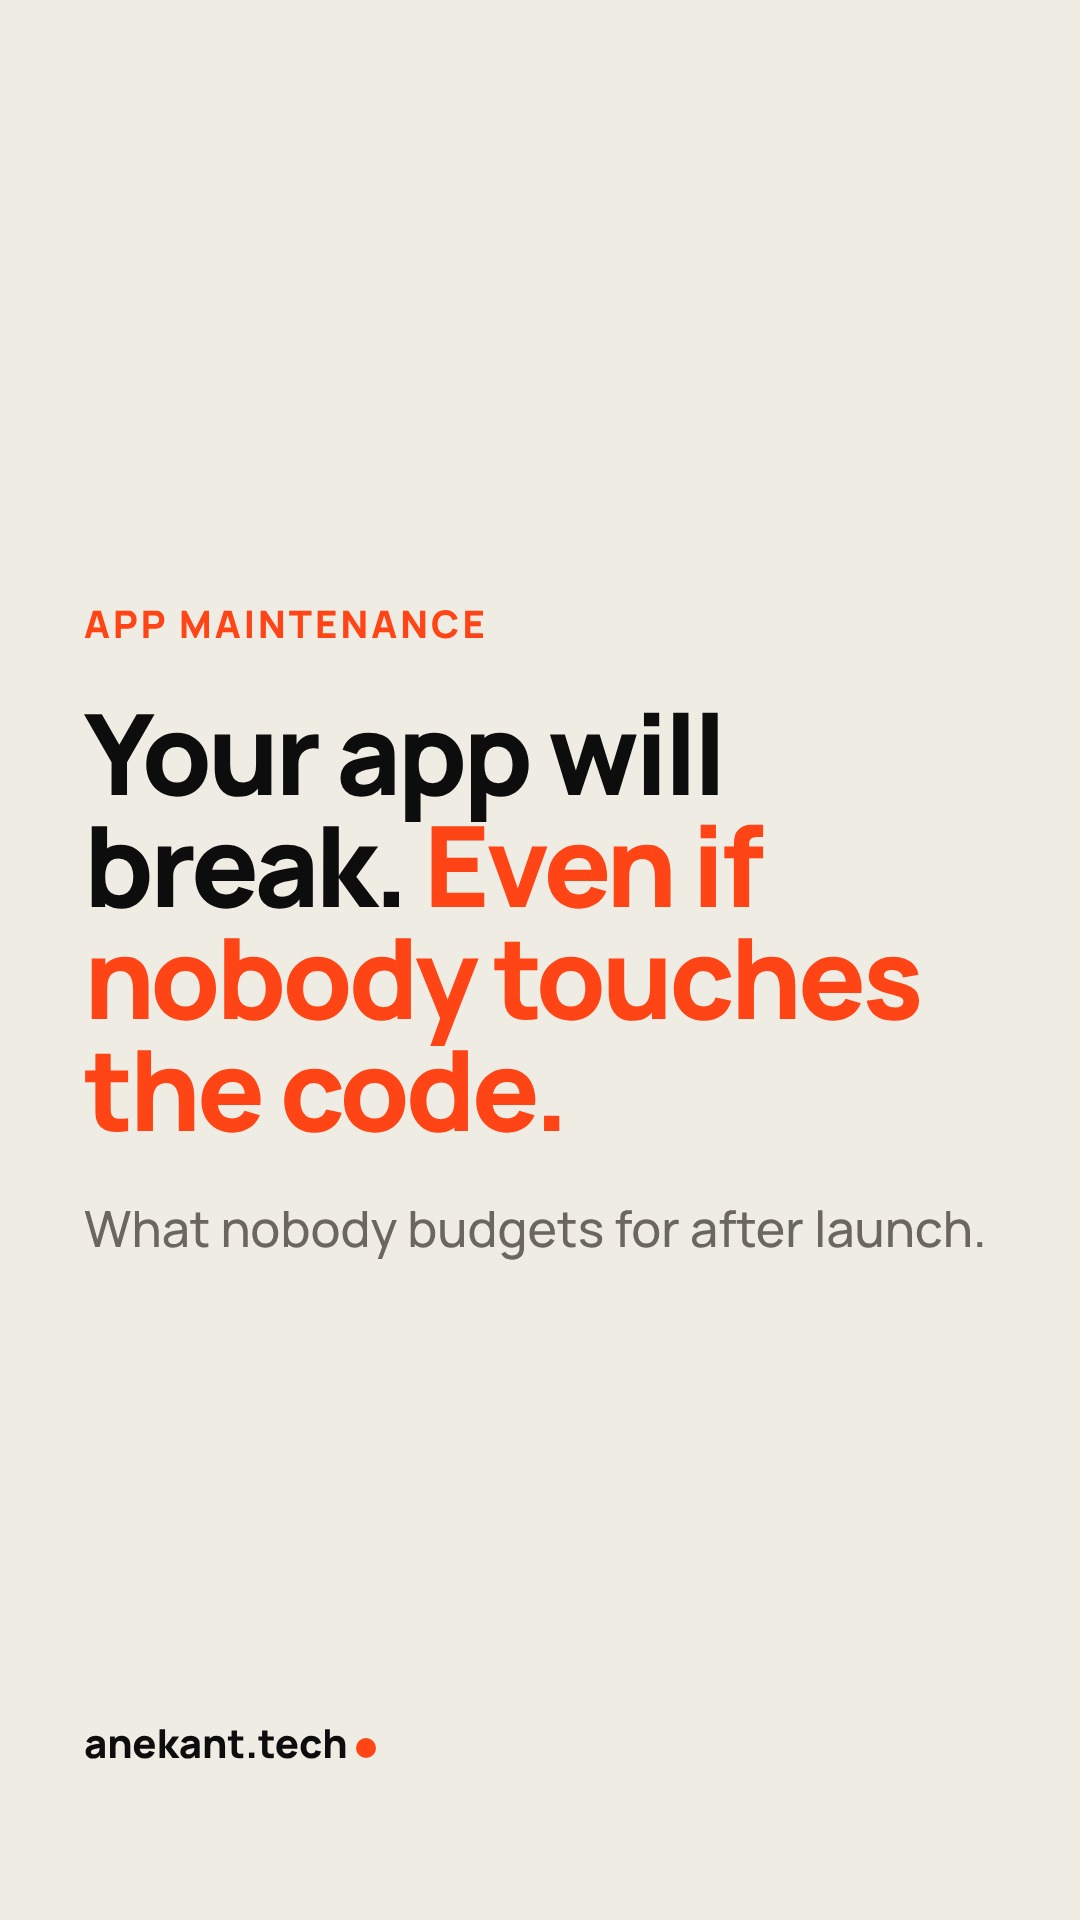 APP MAINTENANCE
Your app will
break. Even if
nobody touches
the code.
What nobody budgets for after launch.
anekant.tech